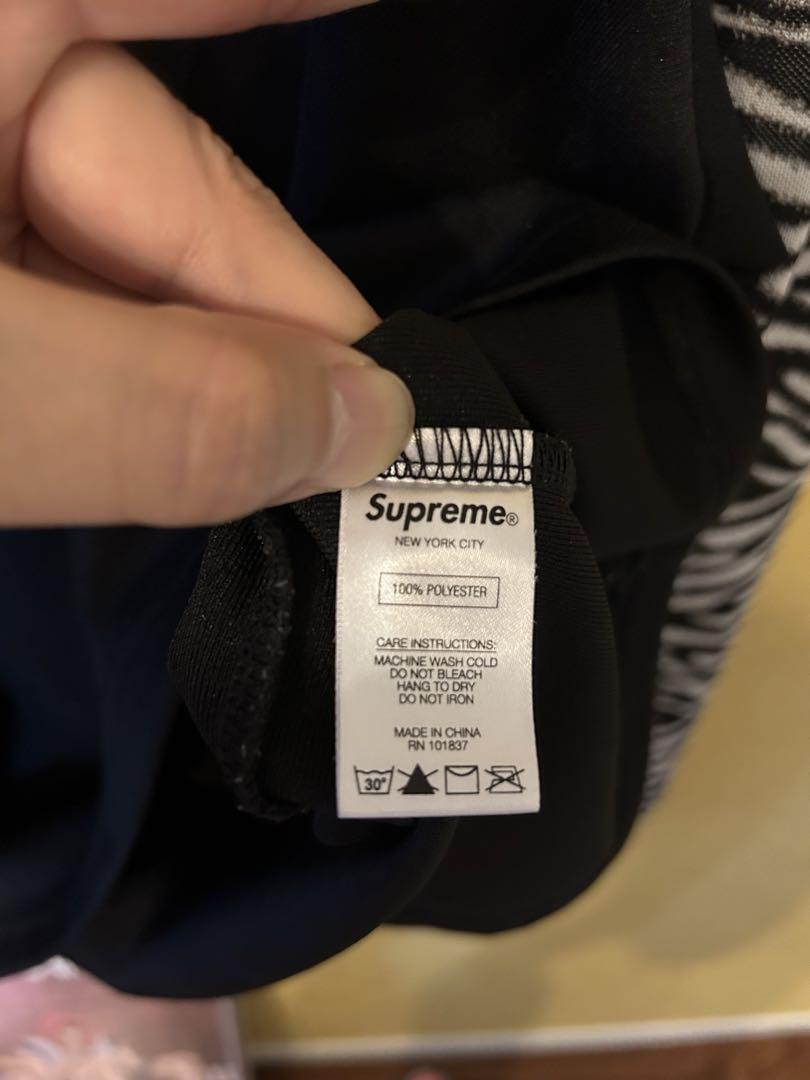 Supreme®
NEW YORK CITY
100% POLYESTER
CARE INSTRUCTIONS:
MACHINE WASH COLD
DO NOT BLEACH
HANG TO DRY
DO NOT IRON
MADE IN CHINA
RN 101837
30°